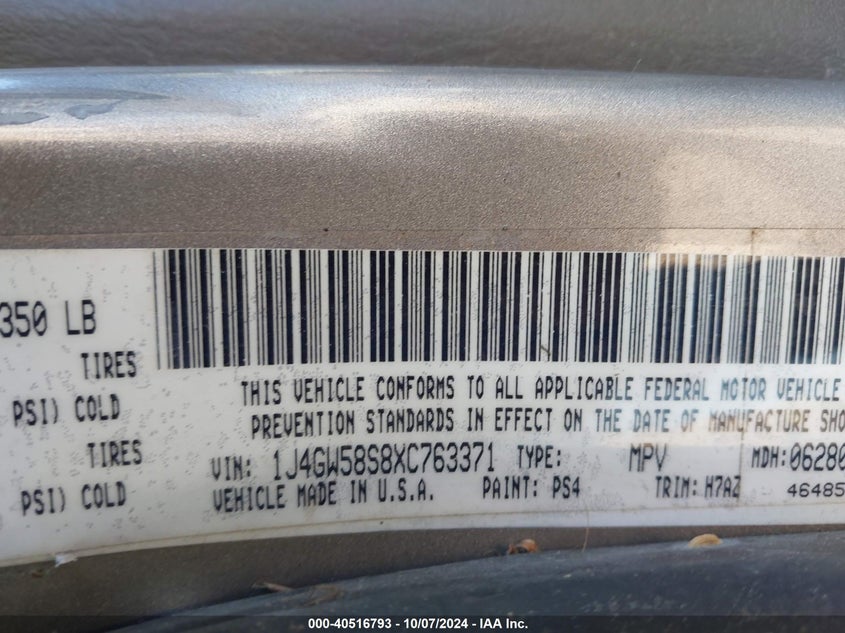 350 LB
TIRES
PSI) COLD
PSI) COLD
THIS VEHICLE CONFORMS TO ALL APPLICABLE FEDERAL MOTOR VEHICLE
PREVENTION STANDARDS IN EFFECT ON THE DATE OF MANUFACTURE SHO
VIN: 1J4GW58S8XC763371 TYPE: MPV MDH:06280
VEHICLE MADE IN U.S.A. PAINT: PS4 TRIM: H7AZ 46485
000-40516793 - 10/07/2024 - IAA Inc.